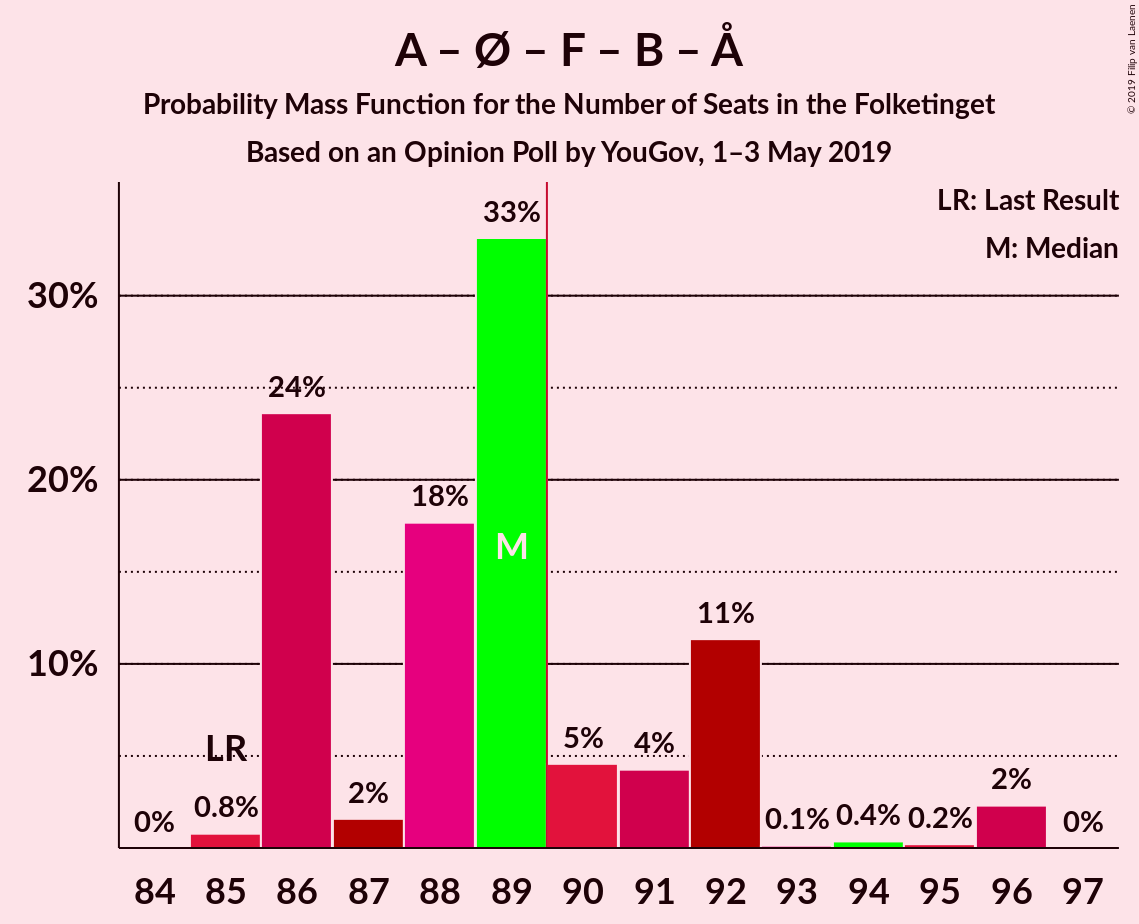 A – Ø – F – B – Å
Probability Mass Function for the Number of Seats in the Folketinget
Based on an Opinion Poll by YouGov, 1–3 May 2019
© 2019 Filip van Laenen
LR: Last Result
M: Median
30%
20%
10%
0%
0.8%
LR
24%
2%
18%
33%
M
5%
4%
11%
0.1%
0.4%
0.2%
2%
0%
84 85 86 87 88 89 90 91 92 93 94 95 96 97